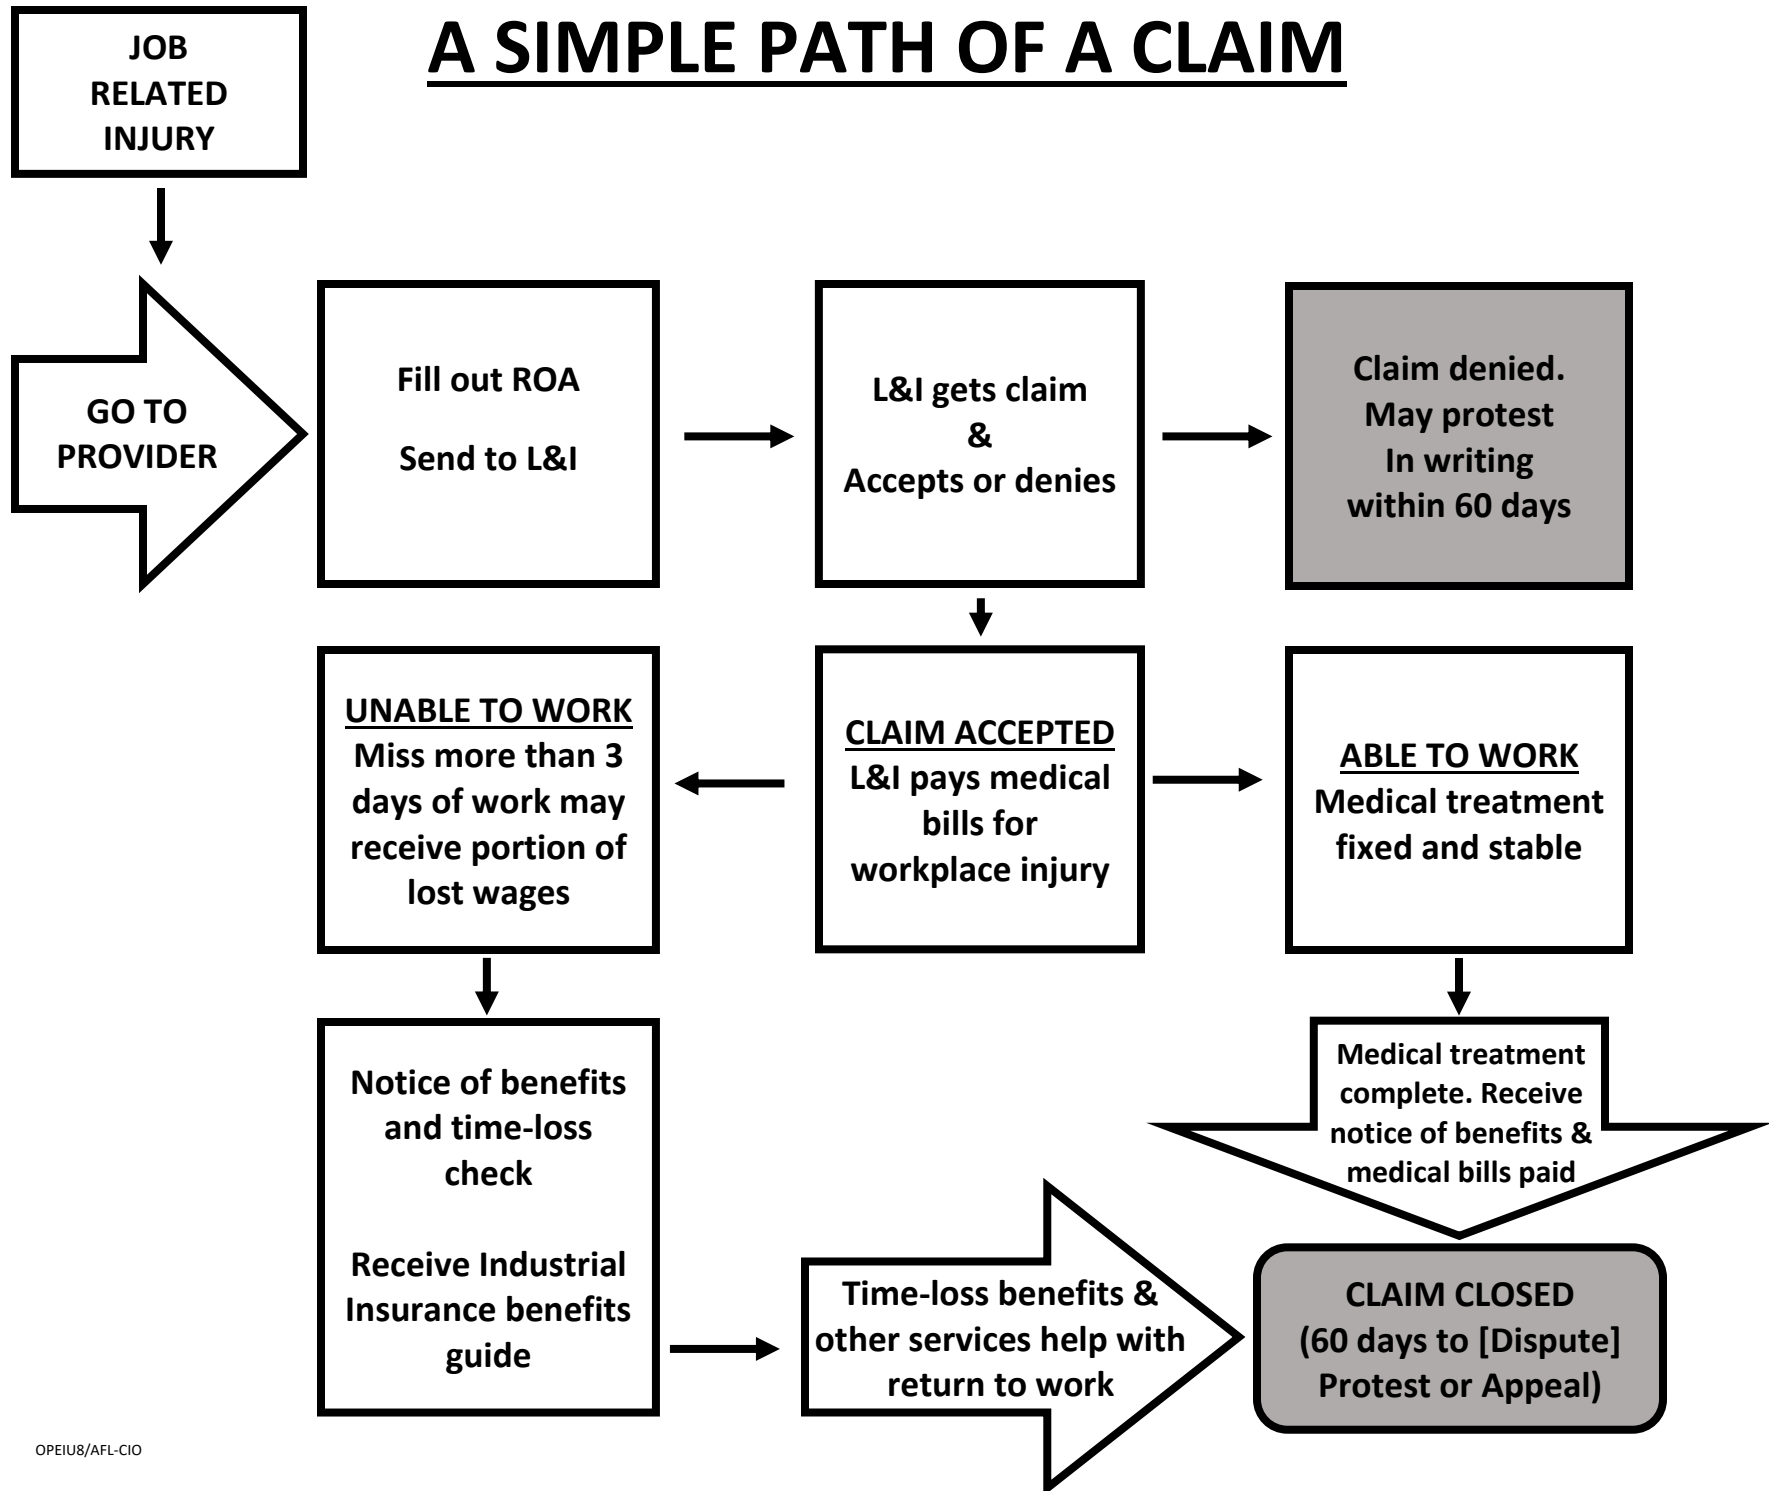 A SIMPLE PATH OF A CLAIM
JOB
RELATED
INJURY
GO TO
PROVIDER
Fill out ROA
Send to L&I
L&I gets claim
&
Accepts or denies
Claim denied.
May protest
In writing
within 60 days
UNABLE TO WORK
Miss more than 3
days of work may
receive portion of
lost wages
CLAIM ACCEPTED
L&I pays medical
bills for
workplace injury
ABLE TO WORK
Medical treatment
fixed and stable
Notice of benefits
and time-loss
check
Receive Industrial
Insurance benefits
guide
Medical treatment
complete. Receive
notice of benefits &
medical bills paid
Time-loss benefits &
other services help with
return to work
CLAIM CLOSED
(60 days to [Dispute]
Protest or Appeal)
OPEIU8/AFL-CIO